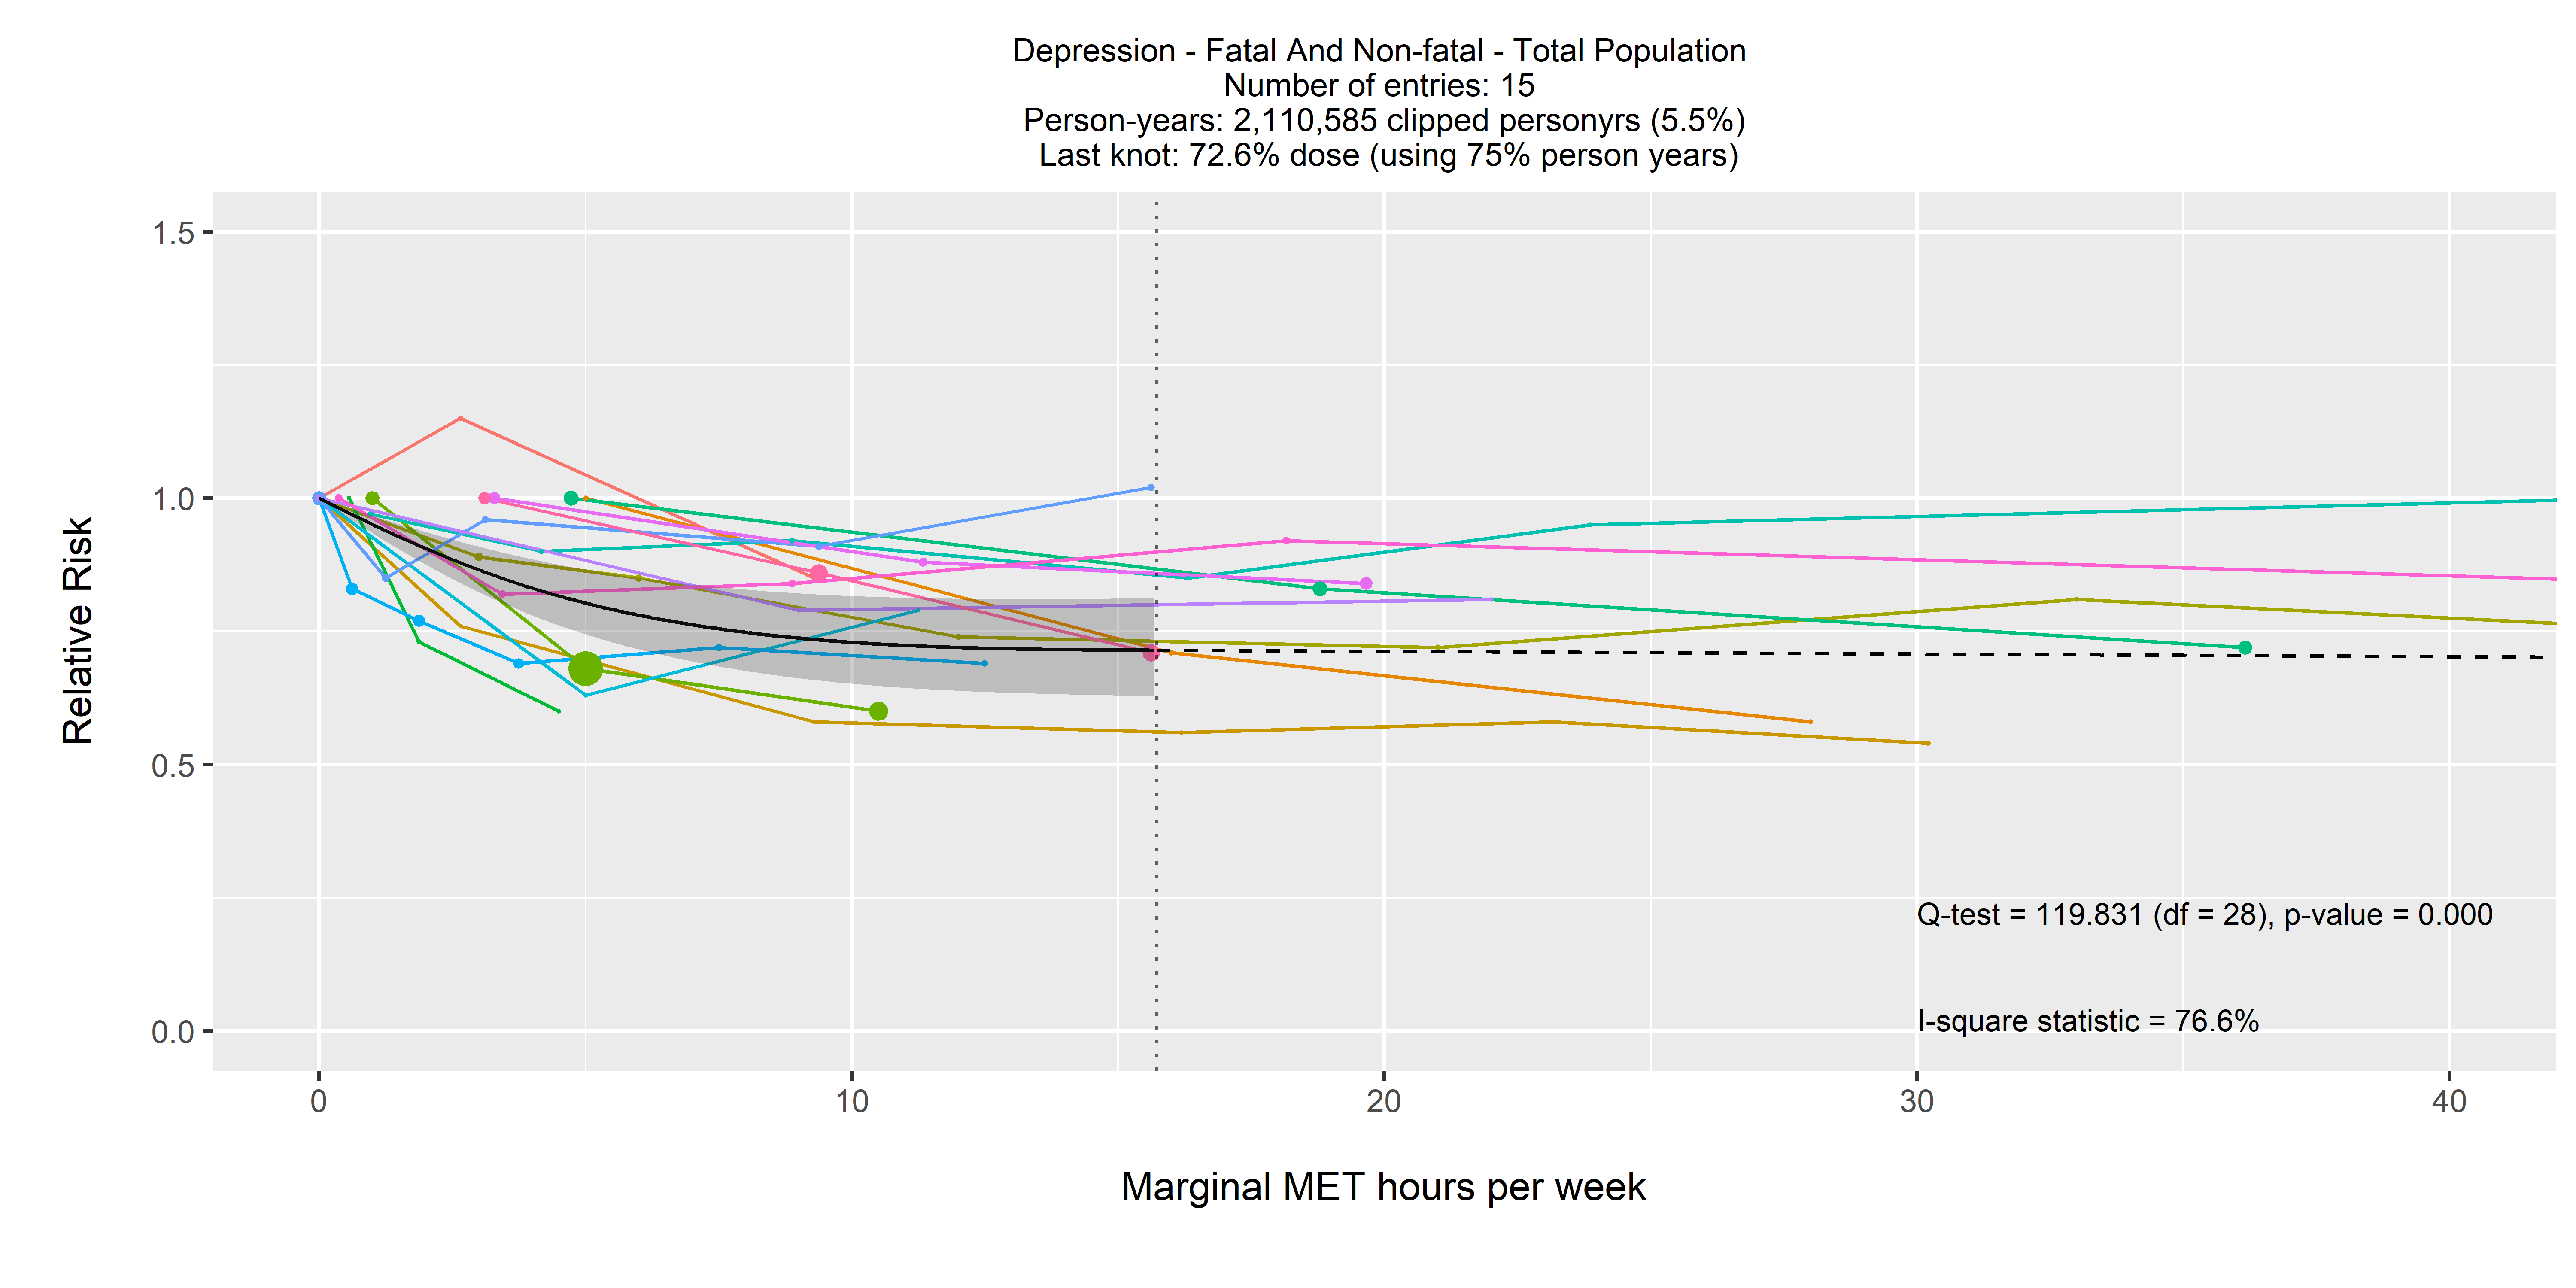 Depression - Fatal And Non-fatal - Total Population
Number of entries: 15
Person-years: 2,110,585 clipped personyrs (5.5%)
Last knot: 72.6% dose (using 75% person years)
1.5
1.0
0.5
0.0
Relative Risk
Q-test = 119.831 (df = 28), p-value = 0.000
I-square statistic = 76.6%
0 10 20 30 40
Marginal MET hours per week